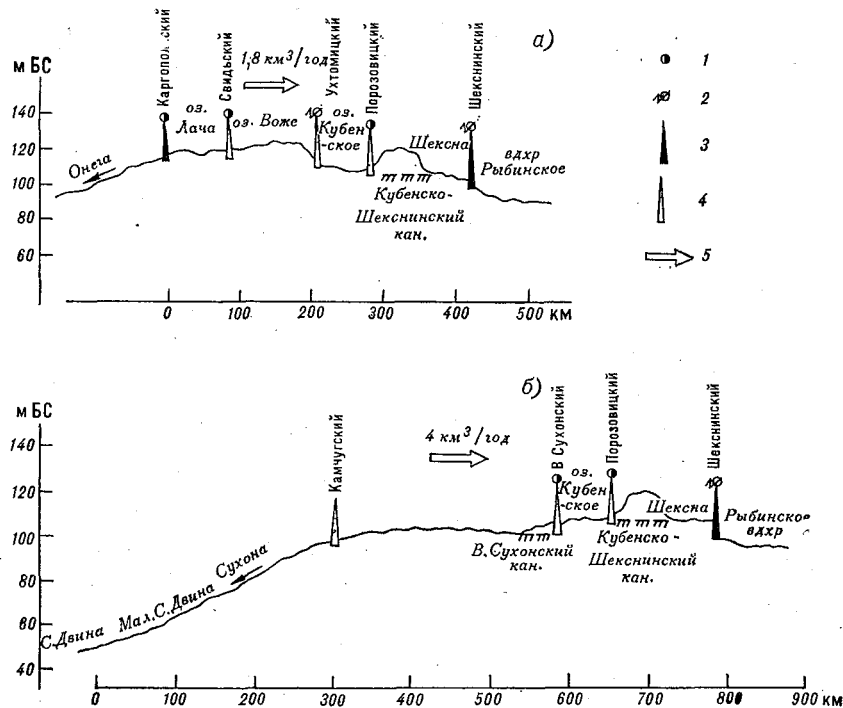 а)
м БС
140
120
100
80
60
Каргопольский
Свидьский
Ухтомицкий
Порозовицкий
Шекснинский
1,8 км³/год
оз.
Лача
оз. Воже
оз.
Кубен
-ское
Шексна
вдхр
Рыбинское
Онега
Кубенско-
Шекснинский
кан.
0 100 200 300 400 500 км
1
2
3
4
5
б)
м БС
140
120
100
80
60
40
Камчугский
В Сухонский
Порозовицкий
Шекснинский
4 км³/год
оз.
Кубен
-ское
Шексна
Рыбинское
вдхр
В. Сухонский
кан.
Кубенско-
Шекснинский
кан.
Сухона
Мал. С. Двина
С. Двина
0 100 200 300 400 500 600 700 800 900 км